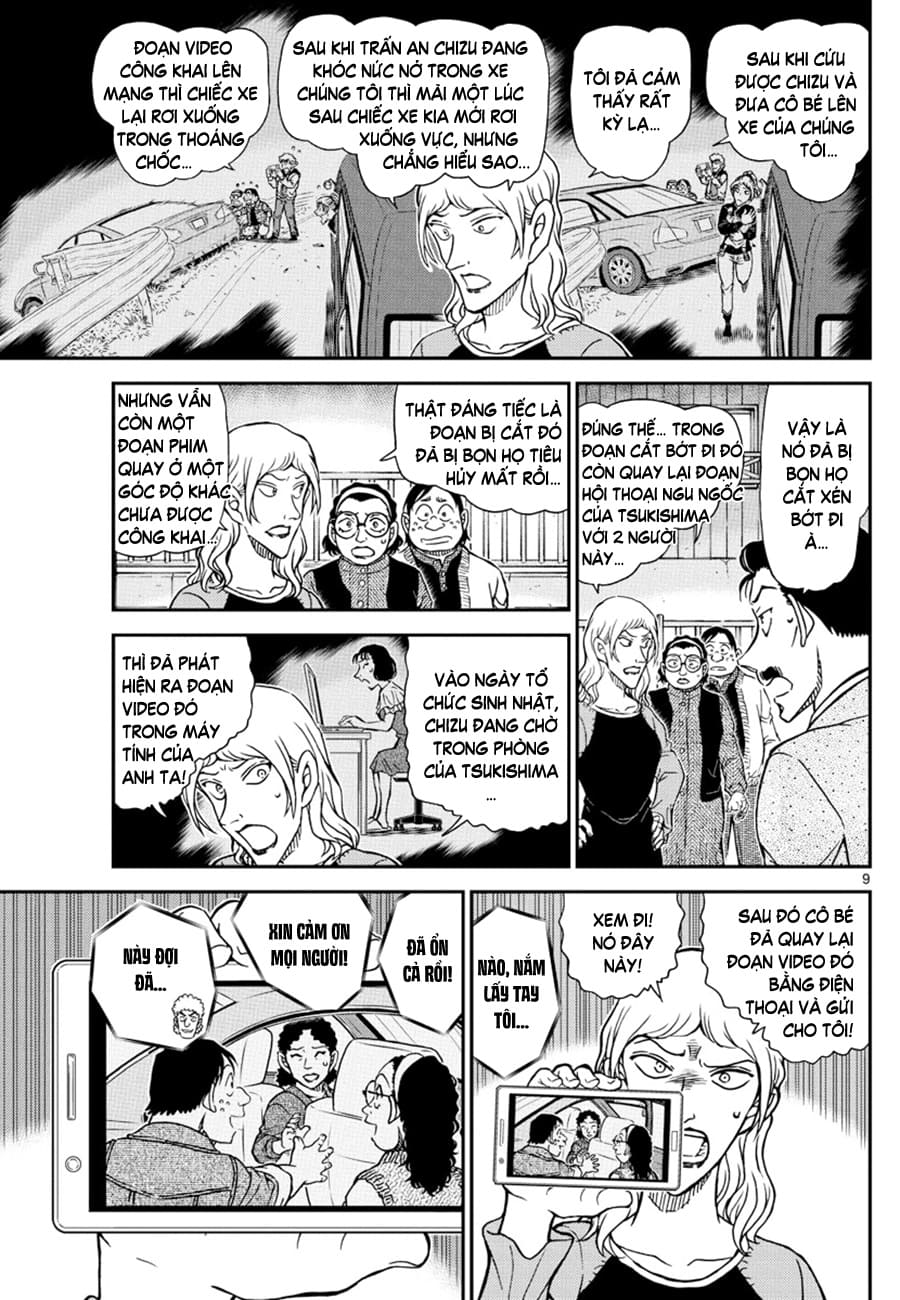 SAU KHI CỨU
ĐƯỢC CHIZU VÀ
ĐƯA CÔ BÉ LÊN
XE CỦA CHÚNG
TÔI...
TÔI ĐÃ CẢM
THẤY RẤT
KỲ LẠ...
SAU KHI TRẤN AN CHIZU ĐANG
KHÓC NỨC NỞ TRONG XE
CHÚNG TÔI THÌ MÃI MỘT LÚC
SAU CHIẾC XE KIA MỚI RƠI
XUỐNG VỰC, NHƯNG
CHẲNG HIỂU SAO...
ĐOẠN VIDEO
CÔNG KHAI LÊN
MẠNG THÌ CHIẾC XE
LẠI RƠI XUỐNG
TRONG THOÁNG
CHỐC...
VẬY LÀ
NÓ ĐÃ BỊ
BỌN HỌ
CẮT XÉN
BỚT ĐI
À...
ĐÚNG THẾ... TRONG
ĐOẠN CẮT BỚT ĐI ĐÓ
CÒN QUAY LẠI ĐOẠN
HỘI THOẠI NGU NGỐC
CỦA TSUKISHIMA
VỚI 2 NGƯỜI
NÀY...
THẬT ĐÁNG TIẾC LÀ
ĐOẠN BỊ CẮT ĐÓ
ĐÃ BỊ BỌN HỌ TIÊU
HỦY MẤT RỒI...
NHƯNG VẪN
CÒN MỘT
ĐOẠN PHIM
QUAY Ở MỘT
GÓC ĐỘ KHÁC
CHƯA ĐƯỢC
CÔNG KHAI...
VÀO NGÀY TỔ
CHỨC SINH NHẬT,
CHIZU ĐANG CHỜ
TRONG PHÒNG
CỦA TSUKISHIMA
...
THÌ ĐÃ PHÁT
HIỆN RA ĐOẠN
VIDEO ĐÓ
TRONG MÁY
TÍNH CỦA
ANH TA!
9
SAU ĐÓ CÔ BÉ
ĐÃ QUAY LẠI
ĐOẠN VIDEO ĐÓ
BẰNG ĐIỆN
THOẠI VÀ GỬI
CHO TÔI!
XEM ĐI!
NÓ ĐÂY
NÀY!
NÀO, NẮM
LẤY TAY
TÔI...
ĐÃ ỔN
CẢ RỒI!
XIN CẢM ƠN
MỌI NGƯỜI!
NÀY ĐỢI
ĐÃ...